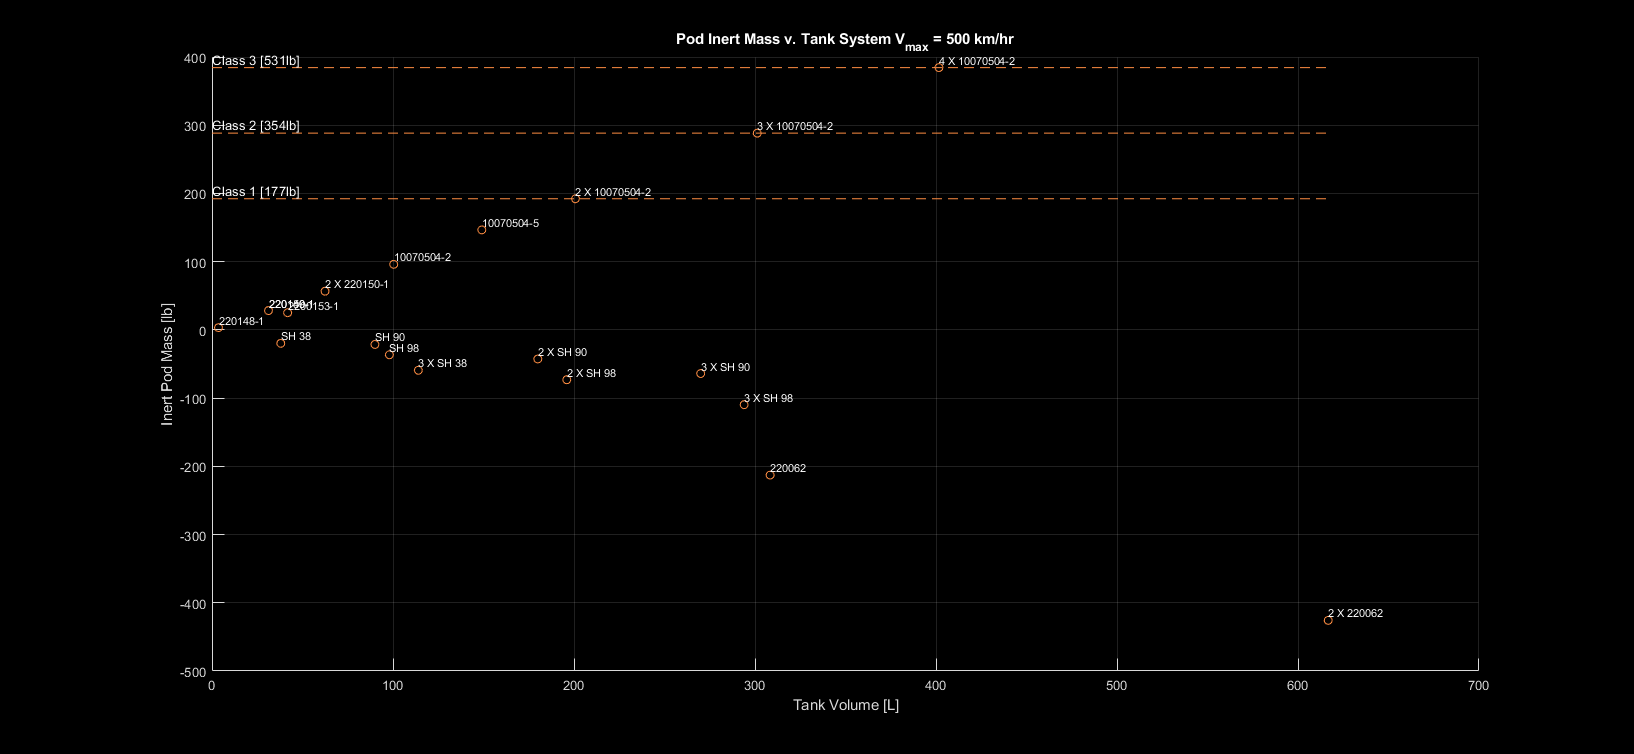 Pod Inert Mass v. Tank System Vmax = 500 km/hr
400
Class 3 [531lb]
4 X 10070504-2
300
Class 2 [354lb]
3 X 10070504-2
200
Class 1 [177lb]
2 X 10070504-2
10070504-5
100
10070504-2
2 X 220150-1
2200153-1
0
220148-1
SH 38
SH 90
SH 98
3 X SH 38
2 X SH 90
2 X SH 98
3 X SH 90
-100
3 X SH 98
-200
220062
-300
-400
2 X 220062
-500
Inert Pod Mass [lb]
0 100 200 300 400 500 600 700
Tank Volume [L]